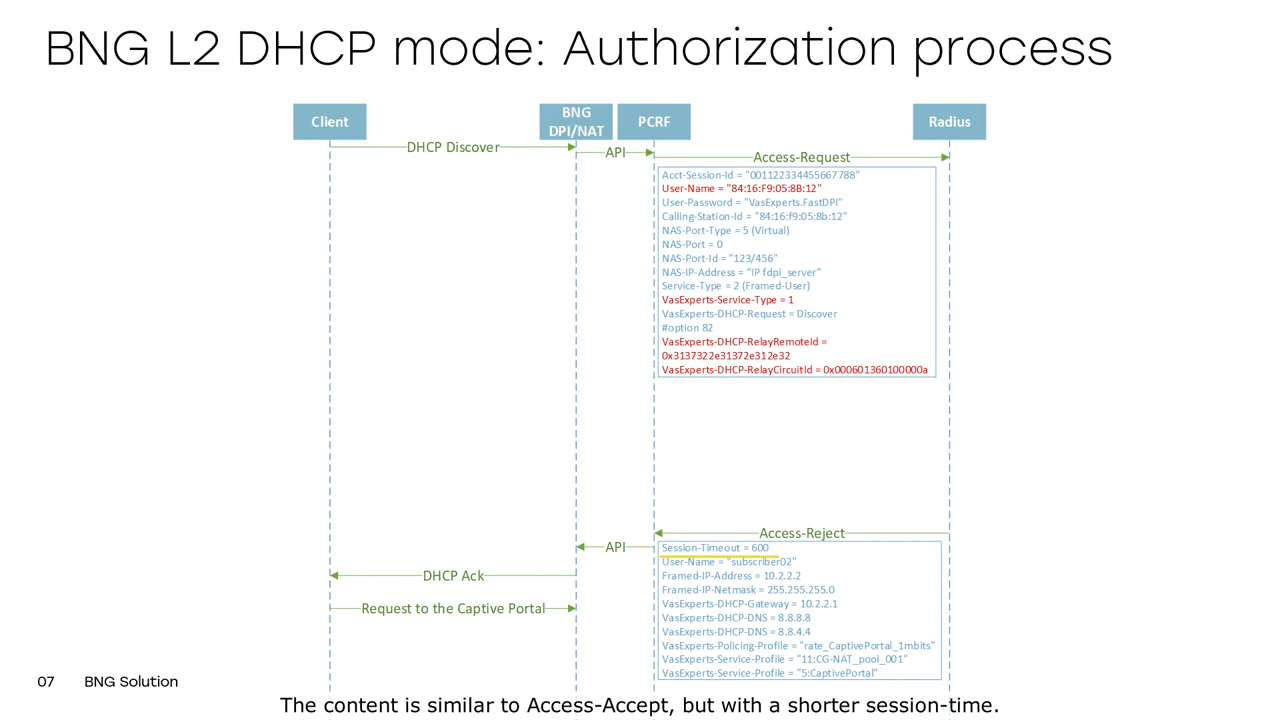 BNG L2 DHCP mode: Authorization process
Client
BNG
DPI/NAT
PCRF
Radius
DHCP Discover
API
Access-Request
Acct-Session-Id = "001122334455667788"
User-Name = "84:16:F9:05:8B:12"
User-Password = "VasExperts.FastDPI"
Calling-Station-Id = "84:16:f9:05:8b:12"
NAS-Port-Type = 5 (Virtual)
NAS-Port = 0
NAS-Port-Id = "123/456"
NAS-IP-Address = “IP fdpi_server”
Service-Type = 2 (Framed-User)
VasExperts-Service-Type = 1
VasExperts-DHCP-Request = Discover
#option 82
VasExperts-DHCP-RelayRemoteId =
0x3137322e31372e312e32
VasExperts-DHCP-RelayCircuitId = 0x000601360100000a
Access-Reject
API
Session-Timeout = 600
User-Name = "subscriber02"
Framed-IP-Address = 10.2.2.2
Framed-IP-Netmask = 255.255.255.0
VasExperts-DHCP-Gateway = 10.2.2.1
VasExperts-DHCP-DNS = 8.8.8.8
VasExperts-DHCP-DNS = 8.8.4.4
VasExperts-Policing-Profile = "rate_CaptivePortal_1mbits"
VasExperts-Service-Profile = "11:CG-NAT_pool_001"
VasExperts-Service-Profile = "5:CaptivePortal"
DHCP Ack
Request to the Captive Portal
07
BNG Solution
The content is similar to Access-Accept, but with a shorter session-time.